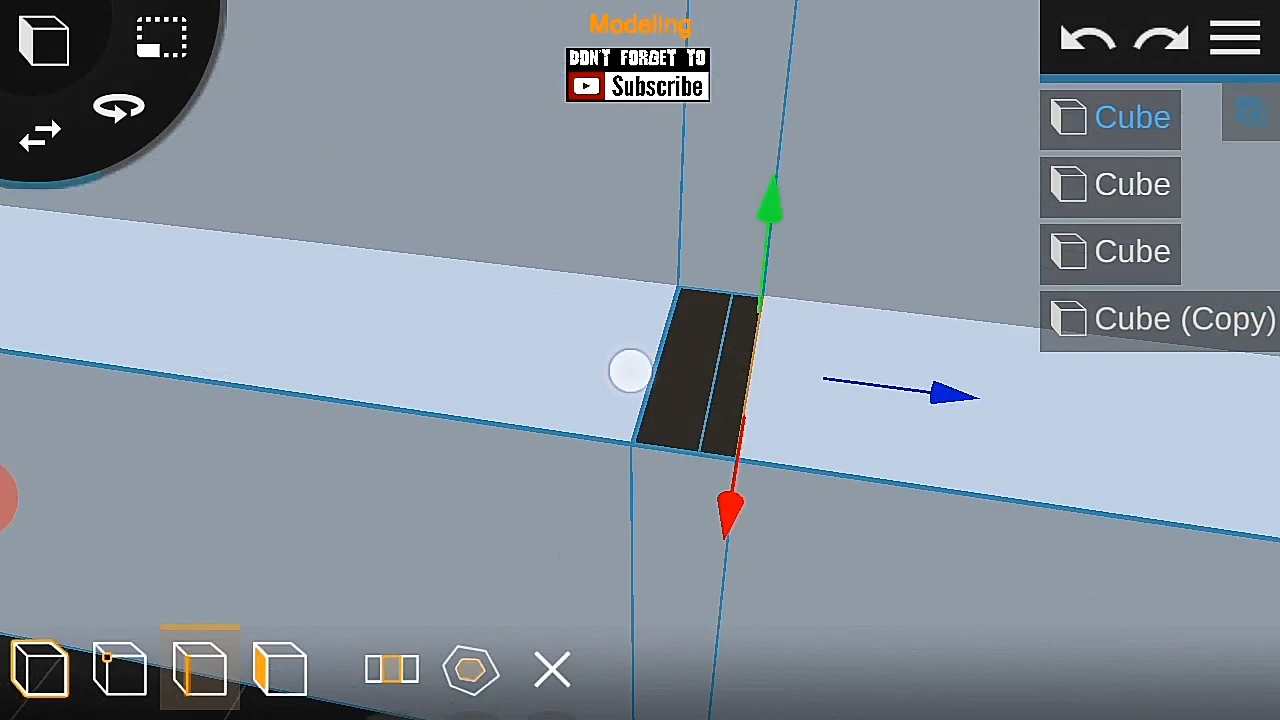 Modeling
DON'T FORGET TO
Subscribe
Cube
Cube
Cube
Cube (Copy)